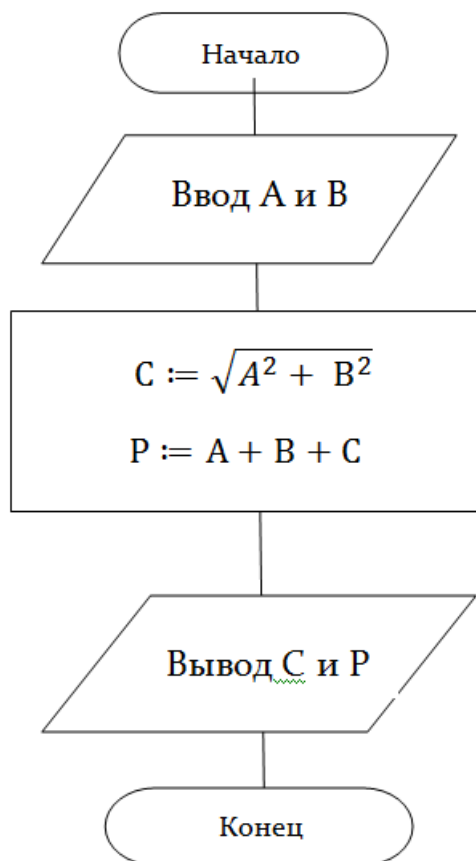 Начало
Ввод A и B
C := √A² + B²
P := A + B + C
Вывод С и Р
Конец